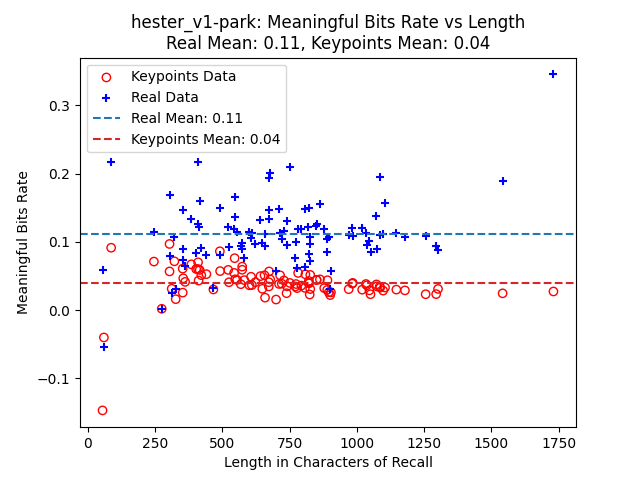 hester_v1-park: Meaningful Bits Rate vs Length
Real Mean: 0.11, Keypoints Mean: 0.04
Keypoints Data
Real Data
Real Mean: 0.11
Keypoints Mean: 0.04
Meaningful Bits Rate
0.3
0.2
0.1
0.0
−0.1
0
250
500
750
1000
1250
1500
1750
Length in Characters of Recall